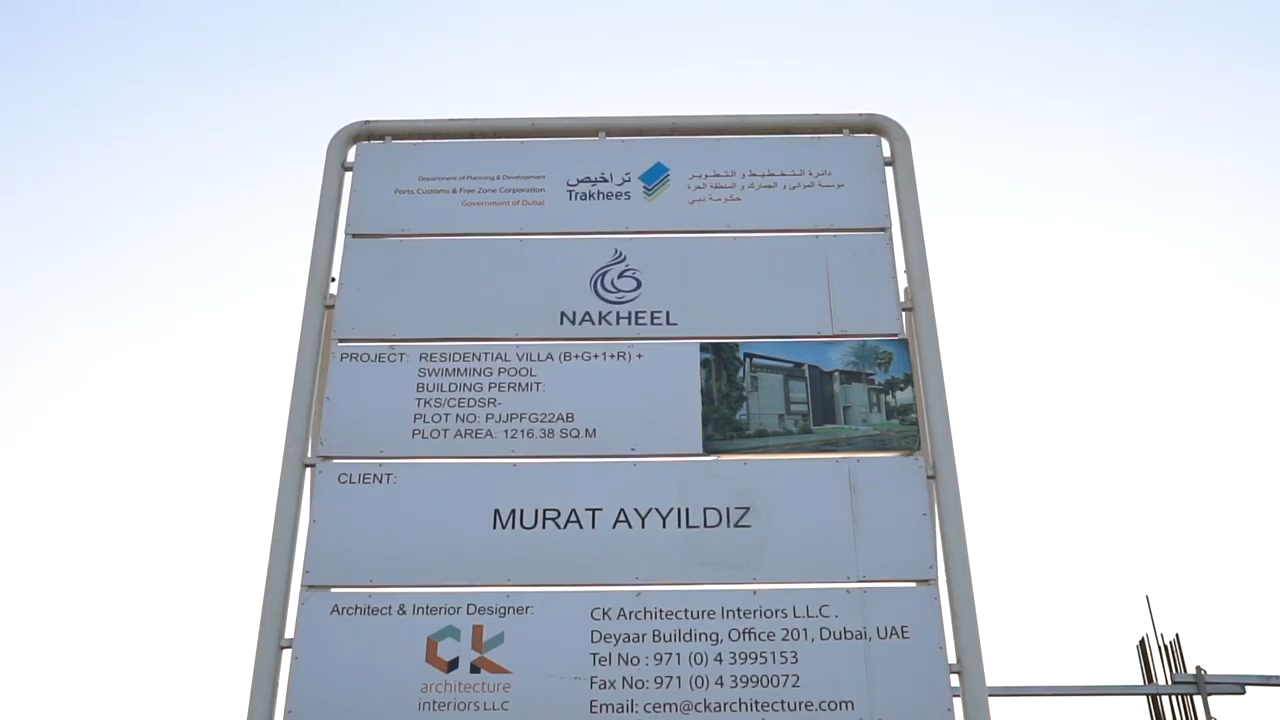 Department of Planning & Development
Ports, Customs & Free Zone Corporation
Government of Dubai
تراخيص
Trakhees
دائرة التخطيط و التطوير
مؤسسة الموانئ و الجمارك و المنطقة الحرة
حكومة دبي
NAKHEEL
PROJECT: RESIDENTIAL VILLA (B+G+1+R) +
SWIMMING POOL
BUILDING PERMIT:
TKS/CEDSR-
PLOT NO: PJJPFG22AB
PLOT AREA: 1216.38 SQ.M
CLIENT:
MURAT AYYILDIZ
Architect & Interior Designer:
CK
architecture
interiors LLC
CK Architecture Interiors L.L.C .
Deyaar Building, Office 201, Dubai, UAE
Tel No : 971 (0) 4 3995153
Fax No: 971 (0) 4 3990072
Email: cem@ckarchitecture.com